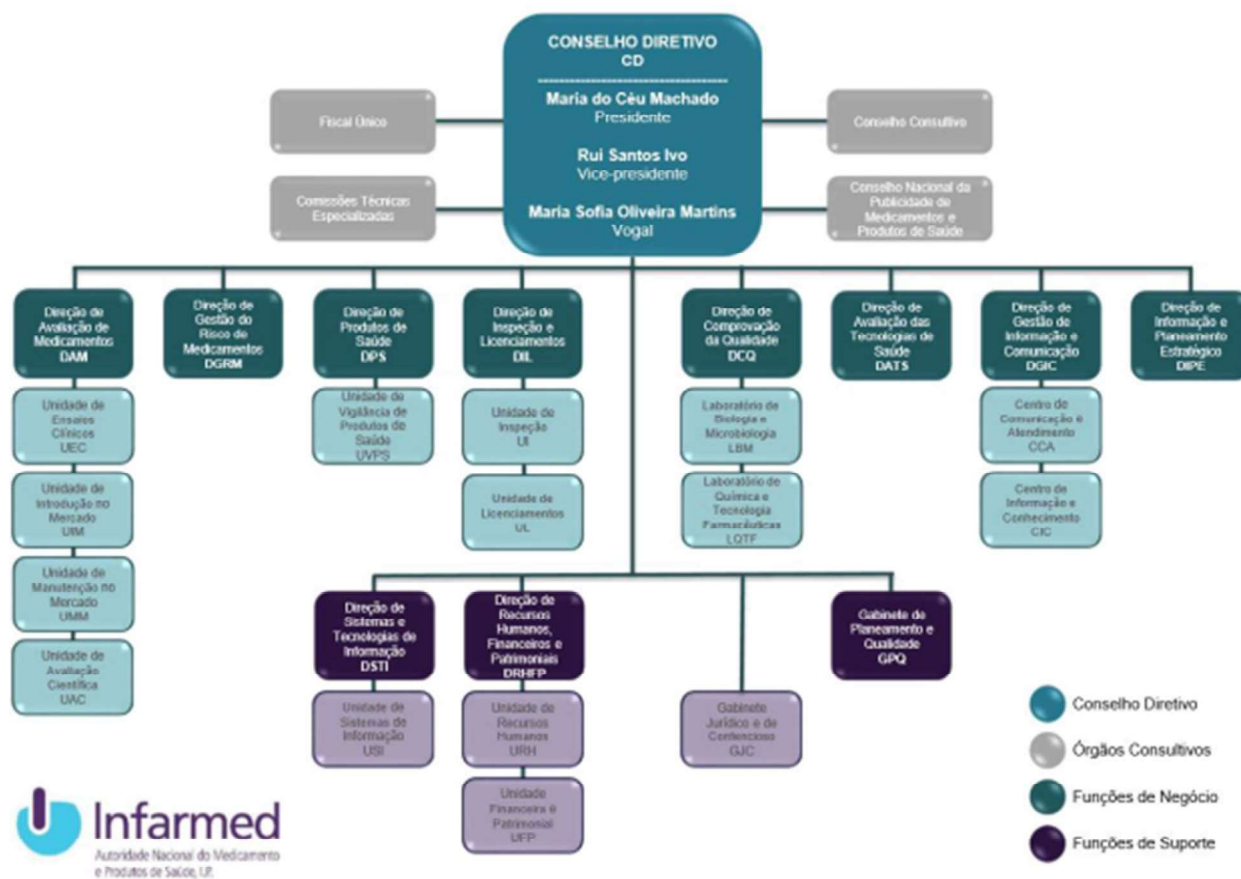 CONSELHO DIRETIVO
CD
Maria do Céu Machado
Presidente
Rui Santos Ivo
Vice-presidente
Maria Sofia Oliveira Martins
Vogal
Fiscal Único
Conselho Consultivo
Comissões Técnicas
Especializadas
Conselho Nacional da
Publicidade de
Medicamentos e
Produtos de Saúde
Direção de
Avaliação de
Medicamentos
DAM
Direção de
Gestão do
Risco de
Medicamentos
DGRM
Direção de
Produtos de
Saúde
DPS
Direção de
Inspeção e
Licenciamentos
DIL
Direção de
Comprovação
da Qualidade
DCQ
Direção de
Avaliação das
Tecnologias de
Saúde
DATS
Direção de
Gestão de
Informação e
Comunicação
DGIC
Direção de
Informação e
Planeamento
Estratégico
DIPE
Unidade de
Ensaios
Clínicos
UEC
Unidade de
Introdução no
Mercado
UIM
Unidade de
Manutenção no
Mercado
UMM
Unidade de
Avaliação
Científica
UAC
Unidade de
Vigilância de
Produtos de
Saúde
UVPS
Unidade de
Inspeção
UI
Unidade de
Licenciamentos
UL
Laboratório de
Biologia e
Microbiologia
LBM
Laboratório de
Química e
Tecnologia
Farmacêuticas
LQTF
Centro de
Comunicação e
Atendimento
CCA
Centro de
Informação e
Conhecimento
CIC
Direção de
Sistemas e
Tecnologias de
Informação
DSTI
Direção de
Recursos
Humanos,
Financeiros e
Patrimoniais
DRHFP
Gabinete de
Planeamento e
Qualidade
GPQ
Unidade de
Sistemas de
Informação
USI
Unidade de
Recursos
Humanos
URH
Unidade
Financeira e
Patrimonial
UFP
Gabinete
Jurídico e de
Contencioso
GJC
Conselho Diretivo
Órgãos Consultivos
Funções de Negócio
Funções de Suporte
Infarmed
Autoridade Nacional do Medicamento
e Produtos de Saúde, I.P.